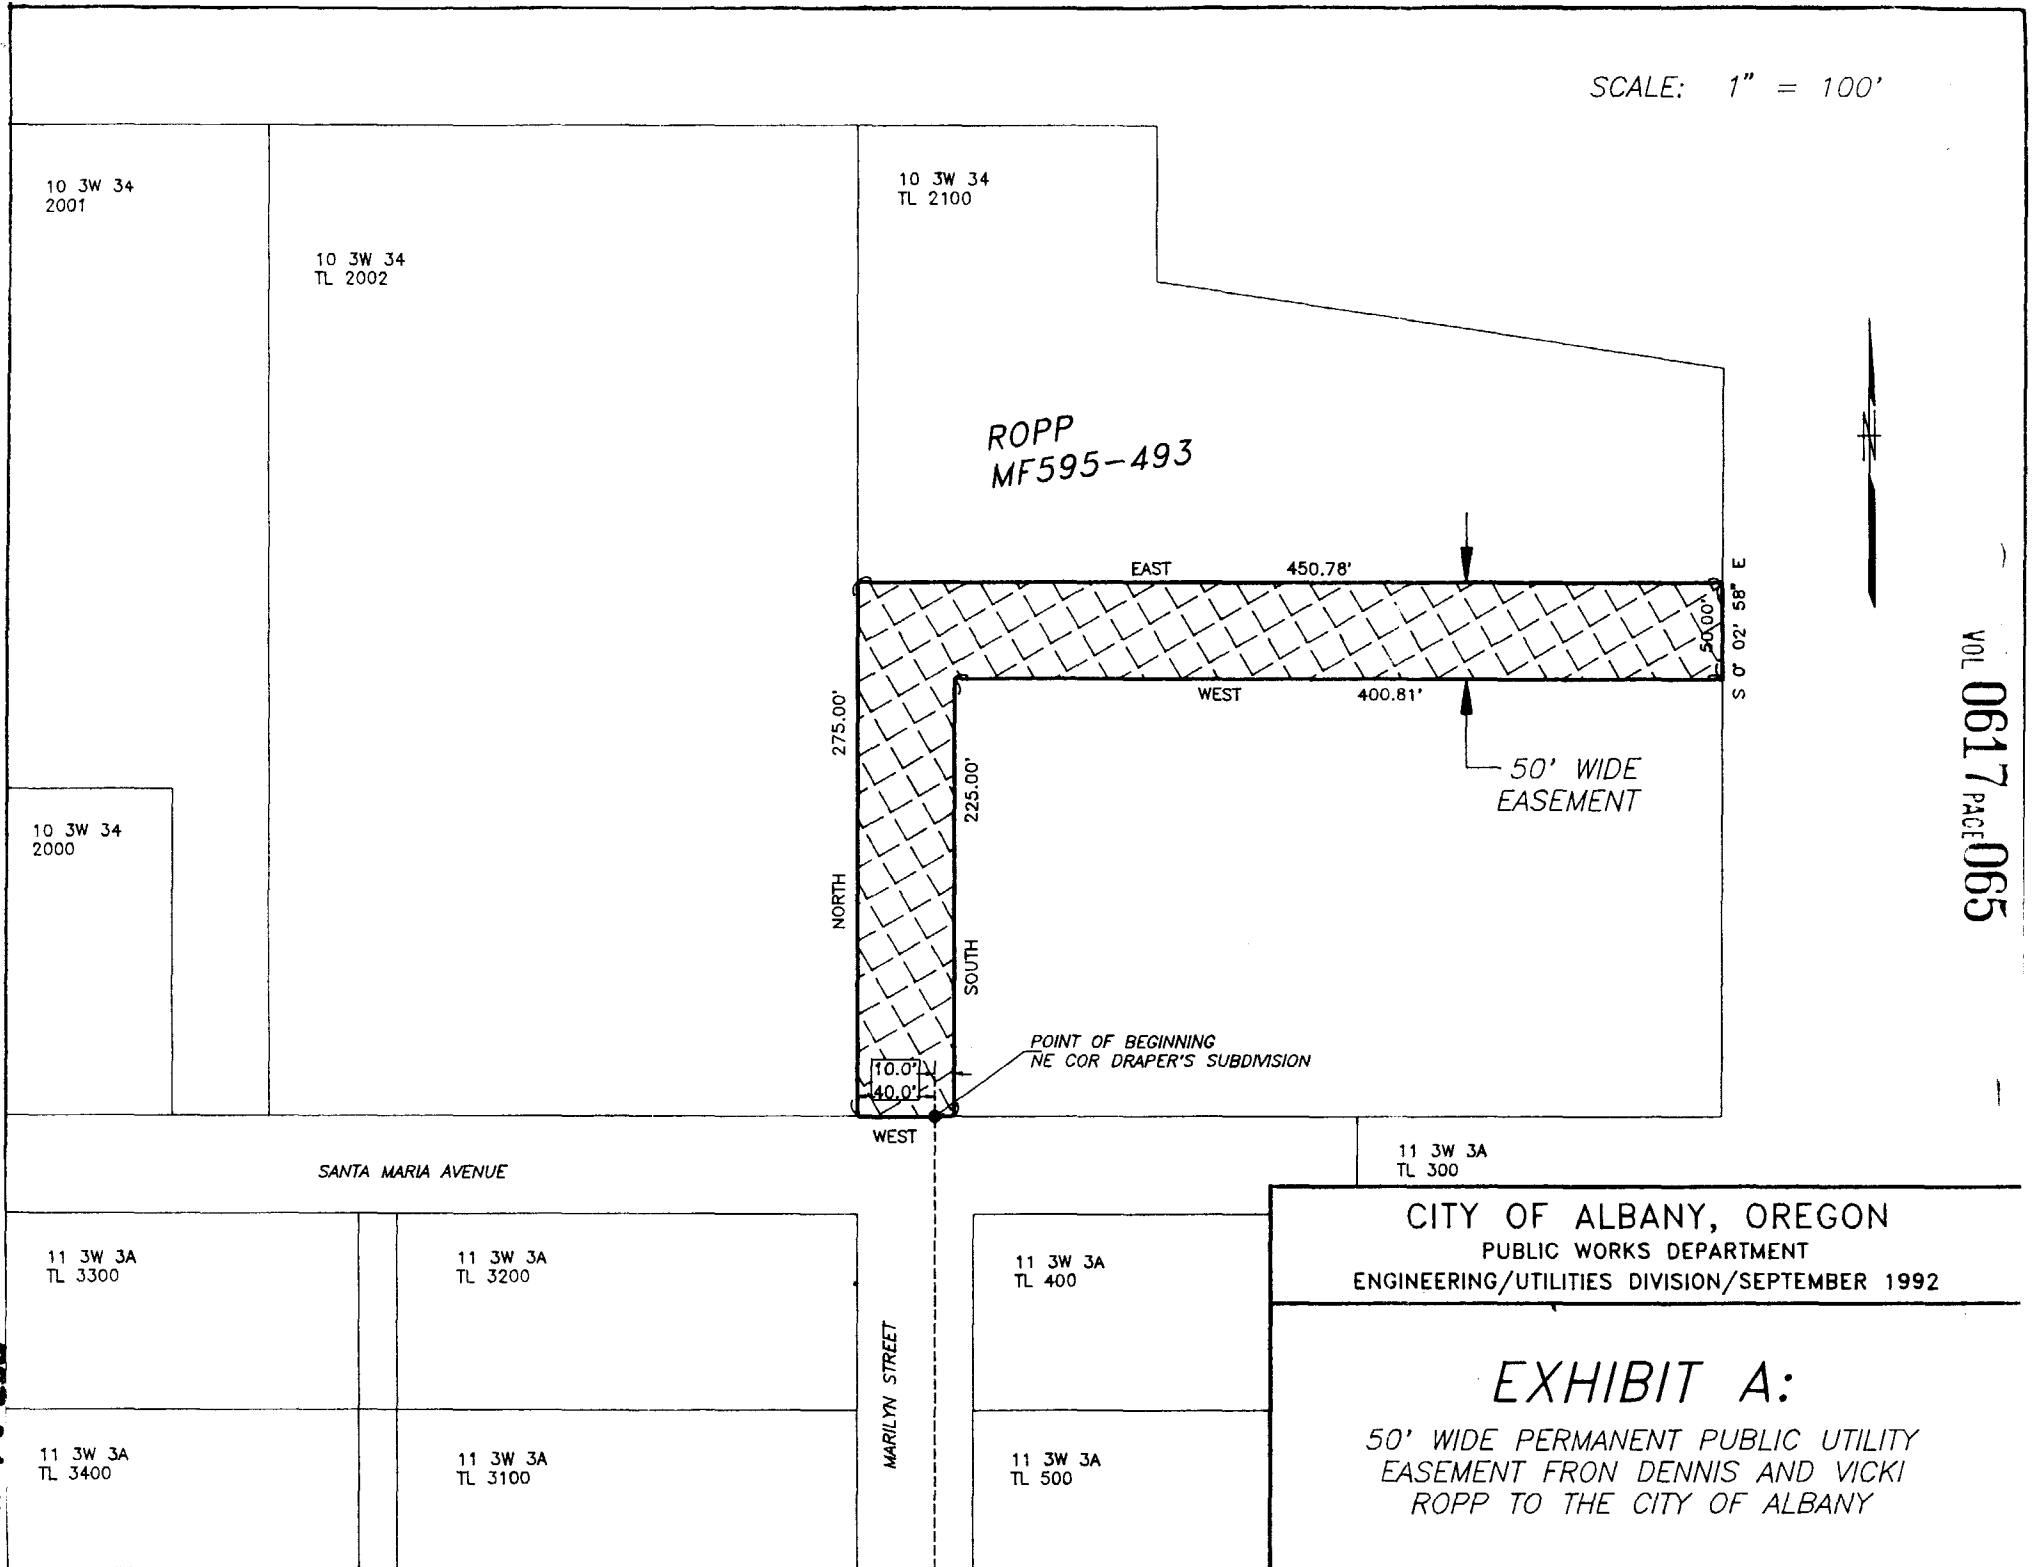 SCALE: 1" = 100'
10 3W 34
2001
10 3W 34
TL 2002
10 3W 34
TL 2100
ROPP
MF595-493
EAST 450.78'
50.00'
S 0° 02' 58" E
WEST 400.81'
275.00'
NORTH
225.00'
SOUTH
50' WIDE
EASEMENT
N
VOL 0617 PAGE 065
10 3W 34
2000
POINT OF BEGINNING
NE COR DRAPER'S SUBDIVISION
10.0'
40.0'
WEST
SANTA MARIA AVENUE
11 3W 3A
TL 300
11 3W 3A
TL 3300
11 3W 3A
TL 3200
11 3W 3A
TL 400
MARILYN STREET
11 3W 3A
TL 3400
11 3W 3A
TL 3100
11 3W 3A
TL 500
CITY OF ALBANY, OREGON
PUBLIC WORKS DEPARTMENT
ENGINEERING/UTILITIES DIVISION/SEPTEMBER 1992
EXHIBIT A:
50' WIDE PERMANENT PUBLIC UTILITY
EASEMENT FRON DENNIS AND VICKI
ROPP TO THE CITY OF ALBANY